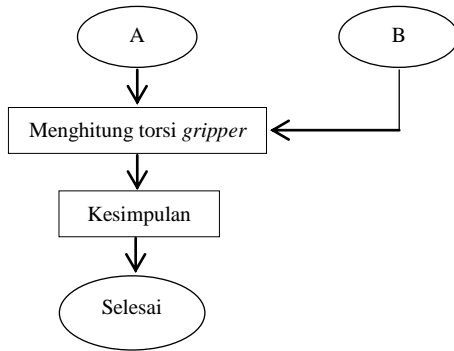 A
B
Menghitung torsi gripper
Kesimpulan
Selesai